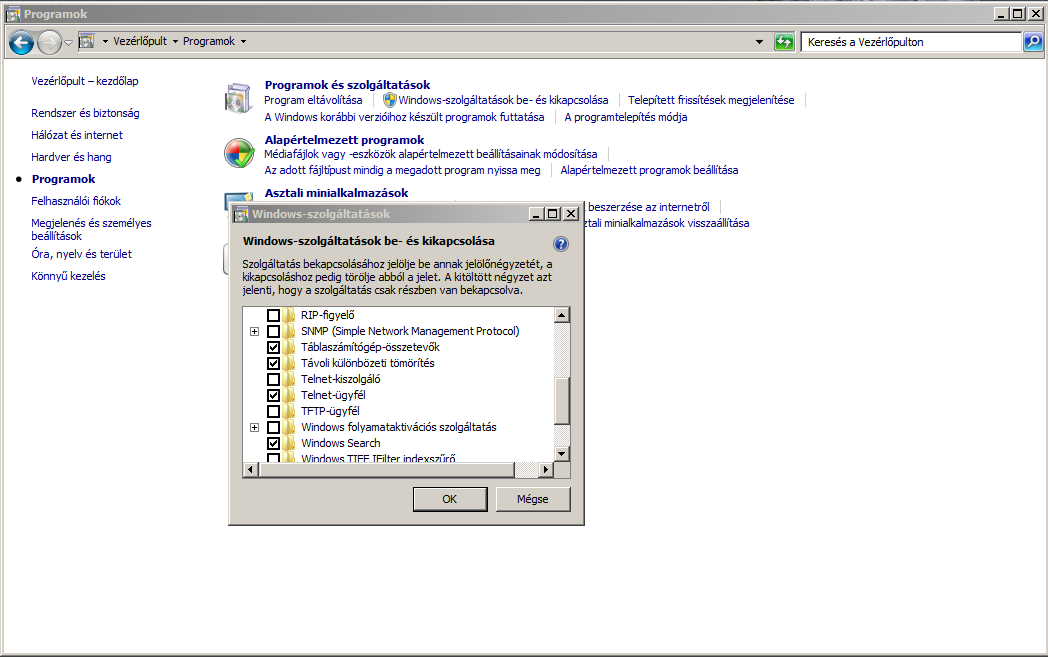 Programok
Vezérlőpult Programok
Keresés a Vezérlőpulton
Vezérlőpult – kezdőlap
Rendszer és biztonság
Hálózat és internet
Hardver és hang
Programok
Felhasználói fiókok
Megjelenés és személyes
beállítások
Óra, nyelv és terület
Könnyű kezelés
Programok és szolgáltatások
Program eltávolítása Windows-szolgáltatások be- és kikapcsolása Telepített frissítések megjelenítése
A Windows korábbi verzióihoz készült programok futtatása A programtelepítés módja
Alapértelmezett programok
Médiafájlok vagy -eszközök alapértelmezett beállításainak módosítása
Az adott fájltípust mindig a megadott program nyissa meg Alapértelmezett programok beállítása
Asztali minialkalmazások
beszerzése az internetről
ztali minialkalmazások visszaállítása
Windows-szolgáltatások
Windows-szolgáltatások be- és kikapcsolása
Szolgáltatás bekapcsolásához jelölje be annak jelölőnégyzetét, a
kikapcsoláshoz pedig törölje abból a jelet. A kitöltött négyzet azt
jelenti, hogy a szolgáltatás csak részben van bekapcsolva.
RIP-figyelő
SNMP (Simple Network Management Protocol)
Táblaszámítógép-összetevők
Távoli különbözeti tömörítés
Telnet-kiszolgáló
Telnet-ügyfél
TFTP-ügyfél
Windows folyamataktivációs szolgáltatás
Windows Search
Windows TIFF IFilter indexszűrő
OK Mégse